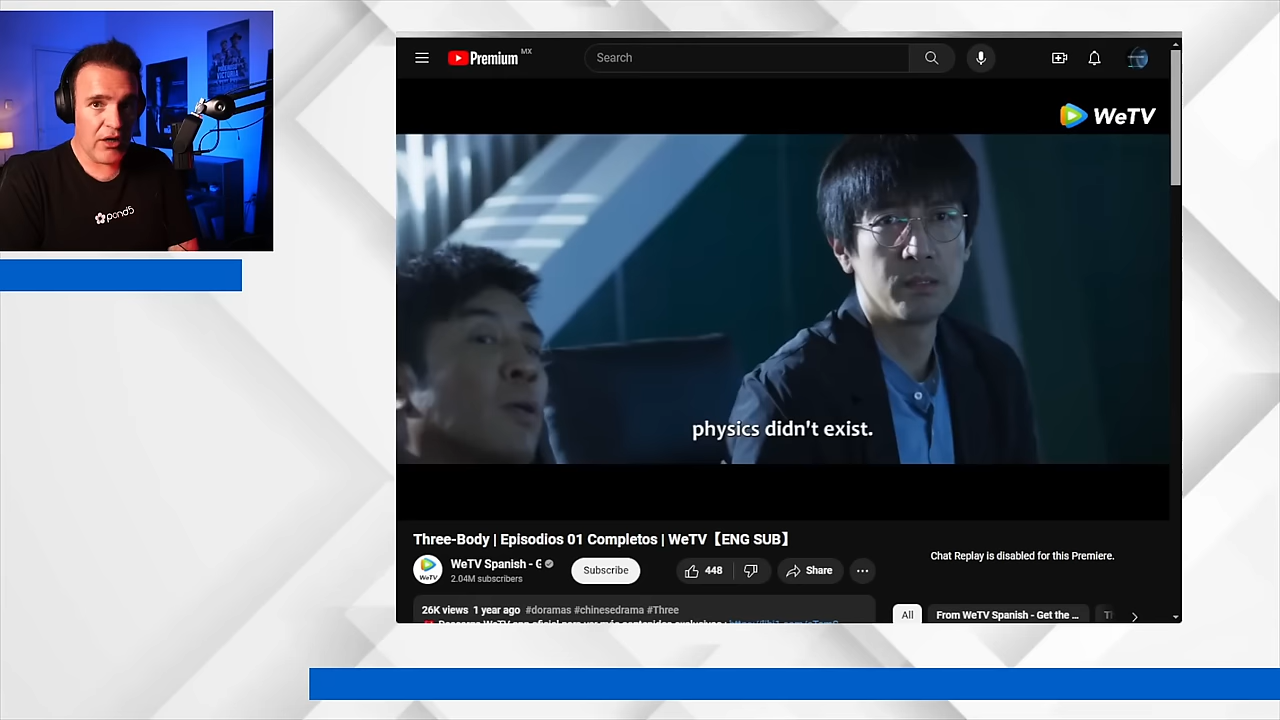 pond5
Premium MX
Search
WeTV
physics didn't exist.
Three-Body | Episodios 01 Completos | WeTV【ENG SUB】
WeTV
WeTV Spanish - G
2.04M subscribers
Subscribe
448
Share
Chat Replay is disabled for this Premiere.
26K views 1 year ago #doramas #chinesedrama #Three
All
From WeTV Spanish - Get the ...